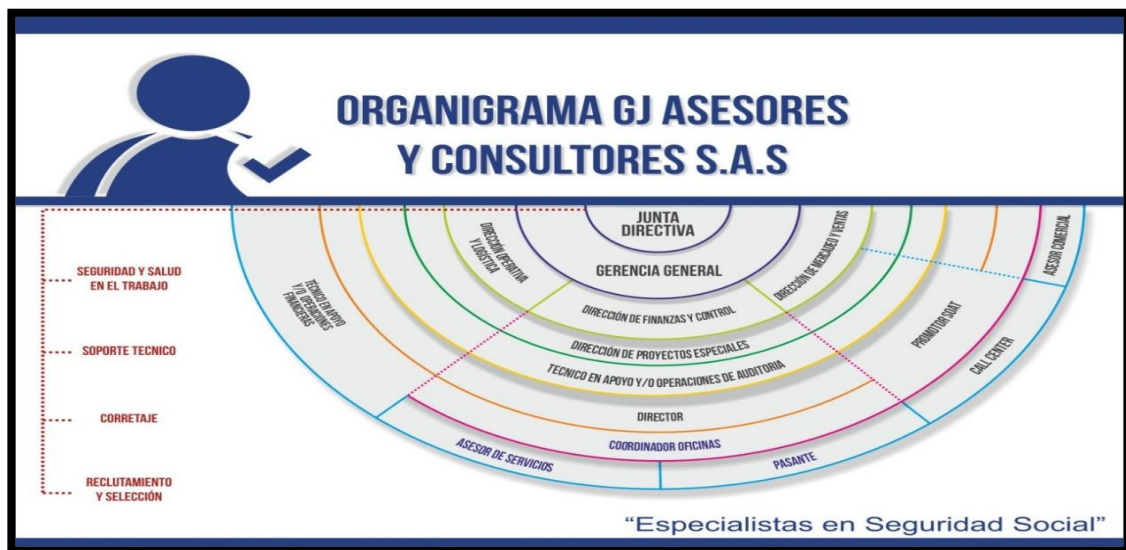 ORGANIGRAMA GJ ASESORES
Y CONSULTORES S.A.S
JUNTA
DIRECTIVA
GERENCIA GENERAL
DIRECCIÓN OPERATIVA
Y LOGÍSTICA
DIRECCIÓN DE FINANZAS Y CONTROL
DIRECCIÓN DE MERCADEO Y VENTAS
DIRECCIÓN DE PROYECTOS ESPECIALES
TECNICO EN APOYO Y/O OPERACIONES DE AUDITORIA
TECNICO EN APOYO
Y/O OPERACIONES
FINANCIERAS
DIRECTOR
PROMOTOR SOAT
COORDINADOR OFICINAS
ASESOR DE SERVICIOS
PASANTE
CALL CENTER
ASESOR COMERCIAL
SEGURIDAD Y SALUD
EN EL TRABAJO
SOPORTE TECNICO
CORRETAJE
RECLUTAMIENTO
Y SELECCIÓN
“Especialistas en Seguridad Social”